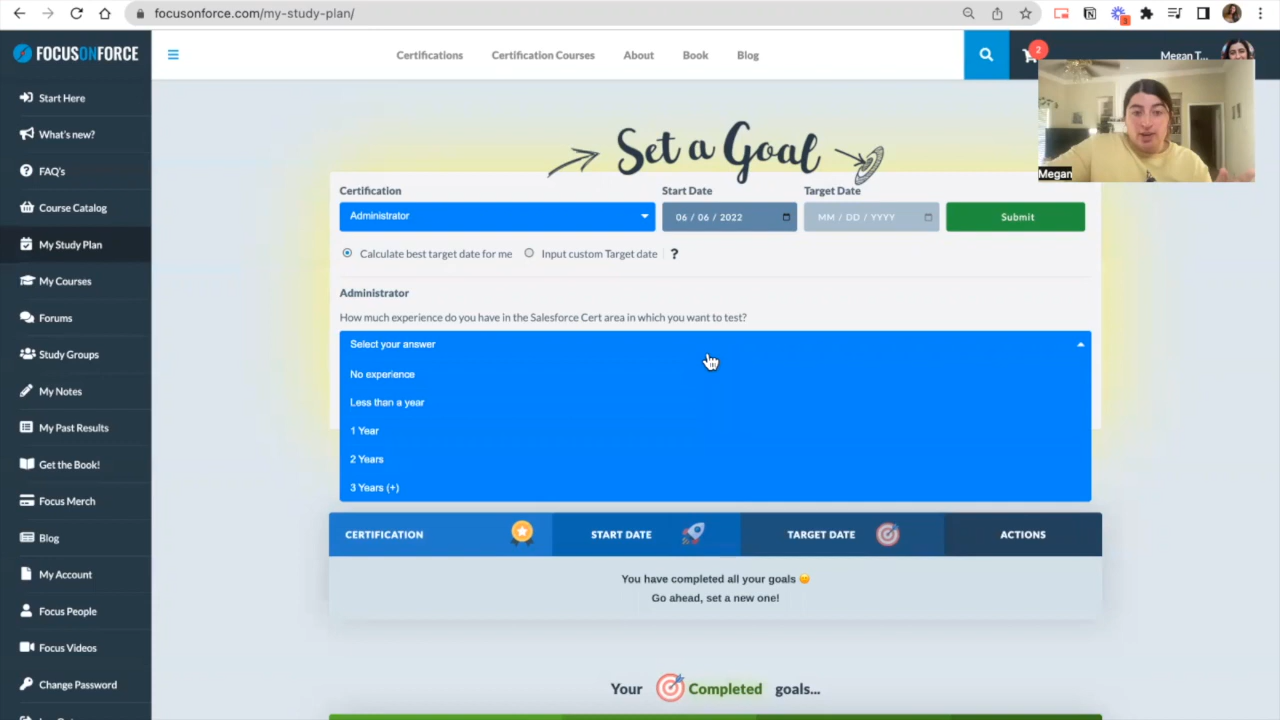 focusonforce.com/my-study-plan/
3
FOCUSONFORCE
Certifications
Certification Courses
About
Book
Blog
2
Megan T...
Megan
Start Here
What's new?
FAQ's
Course Catalog
My Study Plan
My Courses
Forums
Study Groups
My Notes
My Past Results
Get the Book!
Focus Merch
Blog
My Account
Focus People
Focus Videos
Change Password
Set a Goal
Certification
Start Date
Target Date
Administrator
06 / 06 / 2022
MM / DD / YYYY
Submit
Calculate best target date for me
Input custom Target date
?
Administrator
How much experience do you have in the Salesforce Cert area in which you want to test?
Select your answer
No experience
Less than a year
1 Year
2 Years
3 Years (+)
CERTIFICATION
START DATE
TARGET DATE
ACTIONS
You have completed all your goals
Go ahead, set a new one!
Your Completed goals...